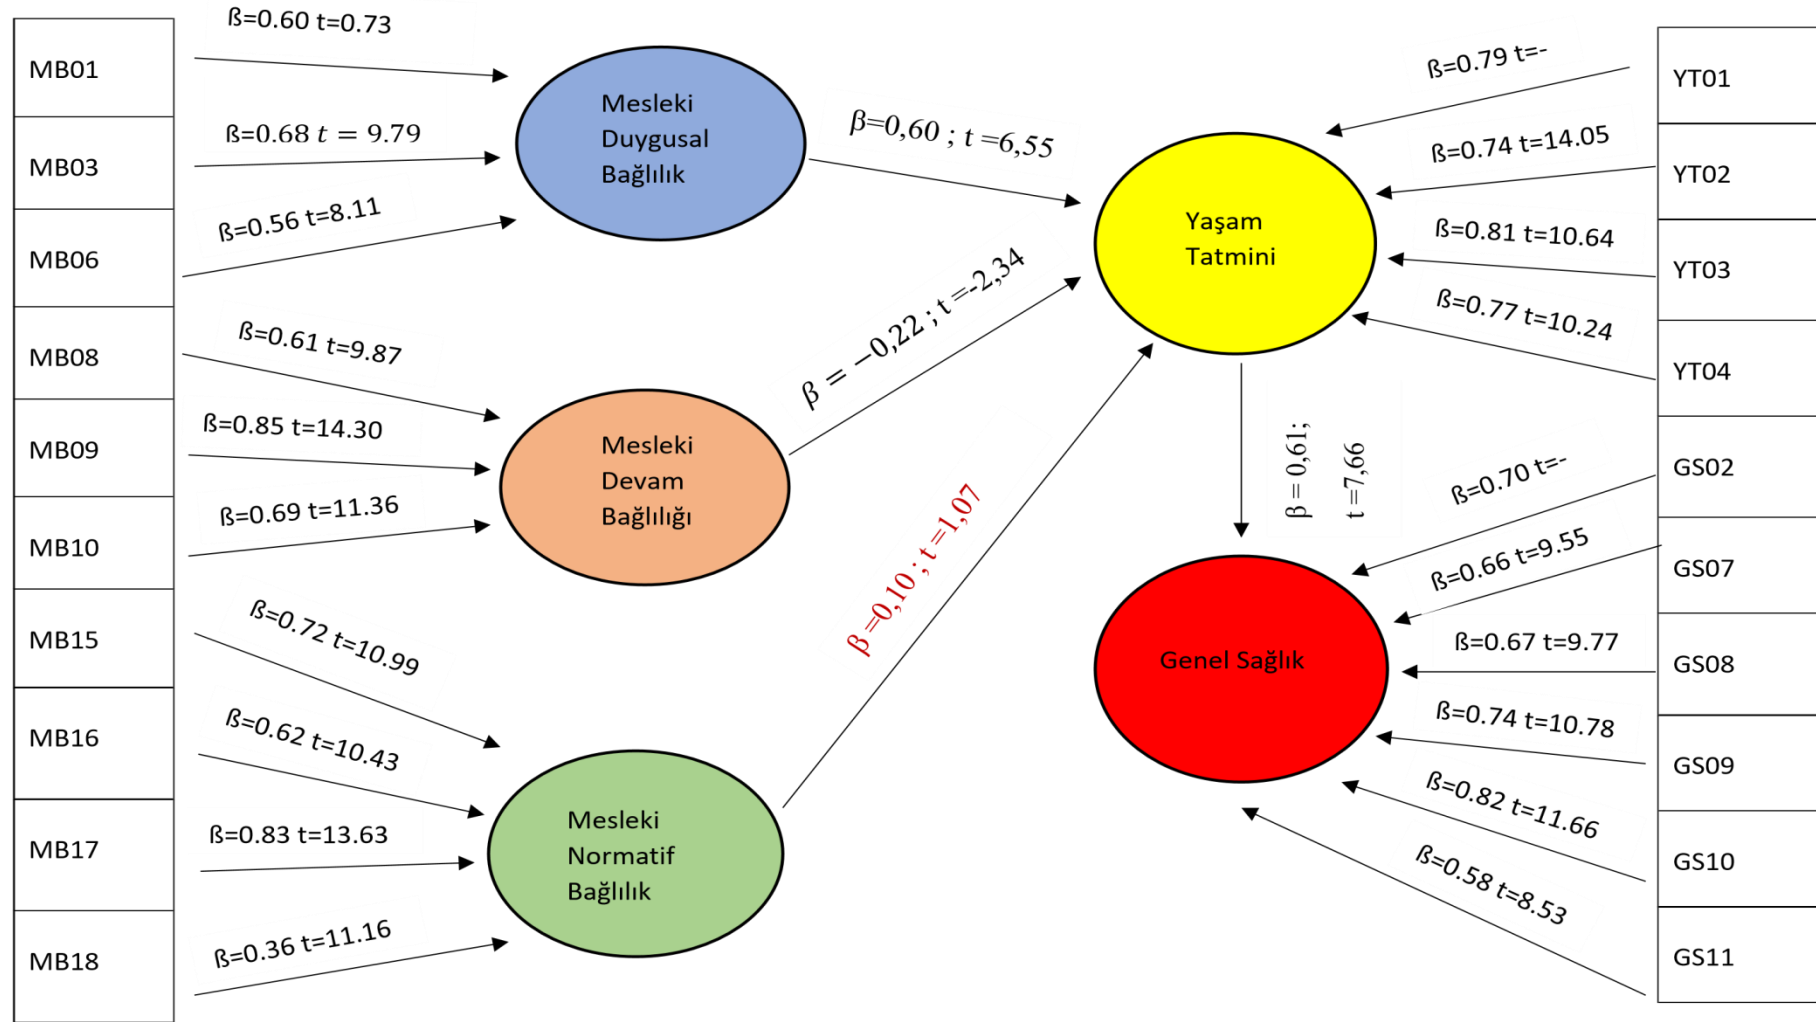 MB01
MB03
MB06
MB08
MB09
MB10
MB15
MB16
MB17
MB18
ß=0.60 t=0.73
ß=0.68 t = 9.79
ß=0.56 t=8.11
ß=0.61 t=9.87
ß=0.85 t=14.30
ß=0.69 t=11.36
ß=0.72 t=10.99
ß=0.62 t=10.43
ß=0.83 t=13.63
ß=0.36 t=11.16
Mesleki
Duygusal
Bağlılık
Mesleki
Devam
Bağlılığı
Mesleki
Normatif
Bağlılık
β=0,60 ; t =6,55
β = −0,22 ; t =-2,34
β =0,10 ; t =1,07
Yaşam
Tatmini
β = 0,61;
t =7,66
Genel Sağlık
ß=0.79 t=-
ß=0.74 t=14.05
ß=0.81 t=10.64
ß=0.77 t=10.24
ß=0.70 t=-
ß=0.66 t=9.55
ß=0.67 t=9.77
ß=0.74 t=10.78
ß=0.82 t=11.66
ß=0.58 t=8.53
YT01
YT02
YT03
YT04
GS02
GS07
GS08
GS09
GS10
GS11